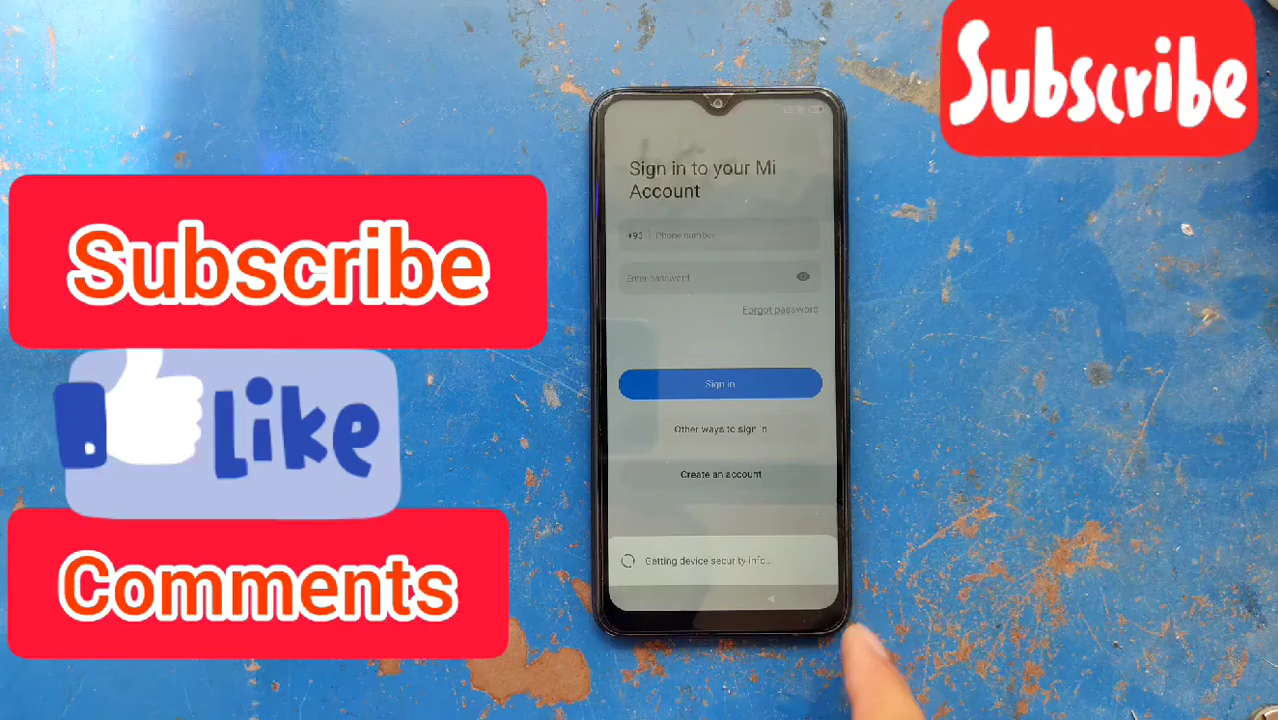 Subscribe
Subscribe
Like
Comments
Sign in to your Mi
Account
+93 Phone number
Enter password
Forgot password
Sign in
Other ways to sign in
Create an account
Getting device security info...